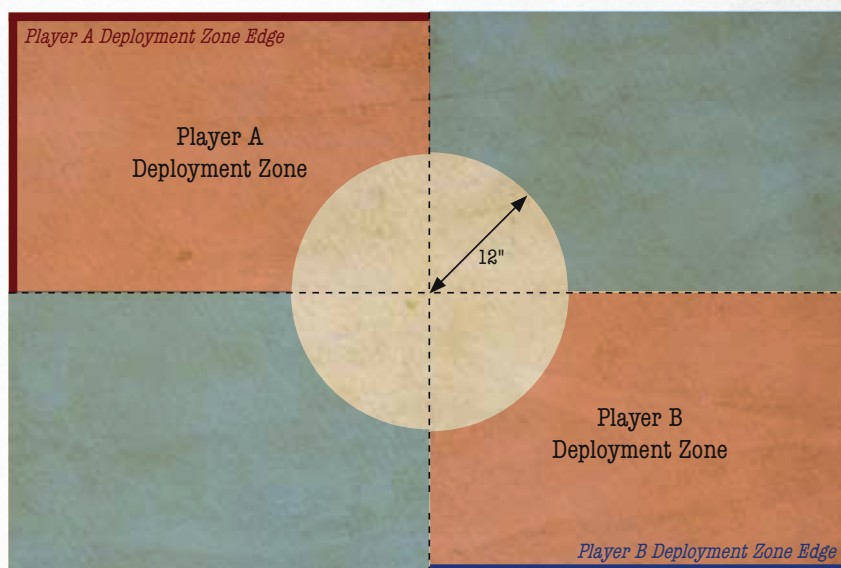 Player A Deployment Zone Edge
Player A
Deployment Zone
12"
Player B
Deployment Zone
Player B Deployment Zone Edge